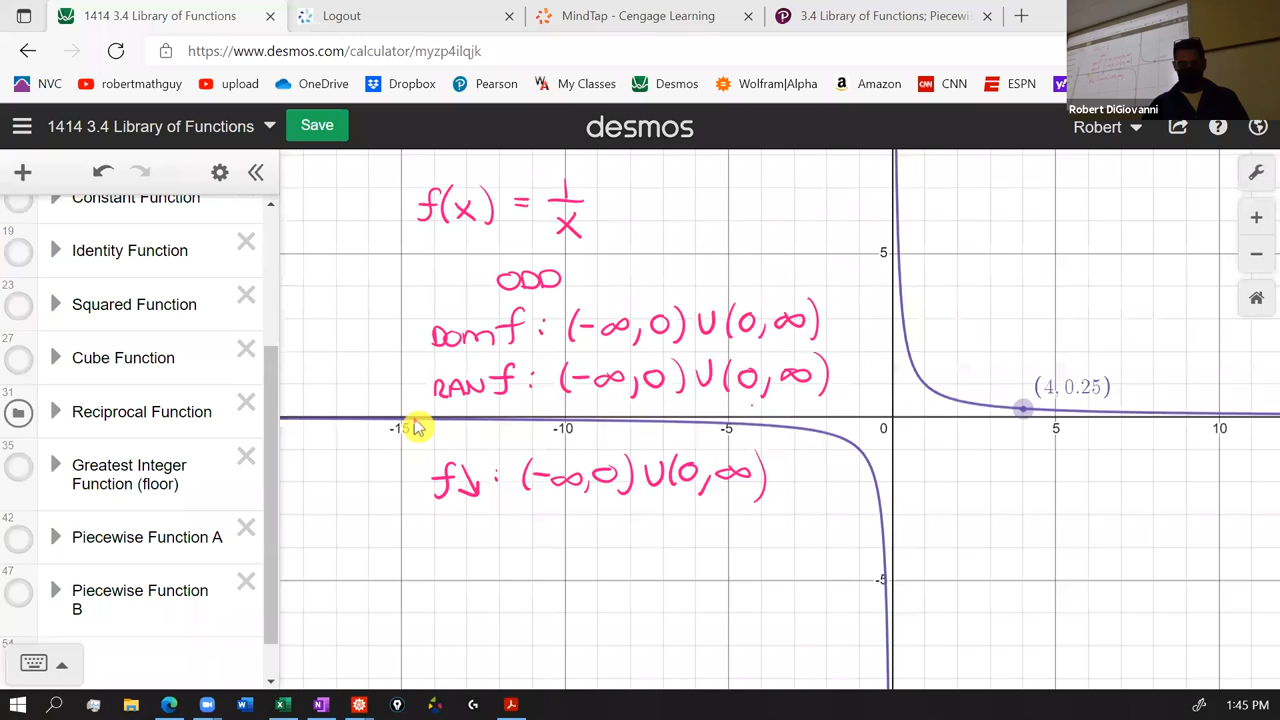 1414 3.4 Library of Functions
Logout
MindTap - Cengage Learning
3.4 Library of Functions; Piecewis
https://www.desmos.com/calculator/myzp4ilqjk
NVC
robertmathguy
upload
OneDrive
Dropbox
Pearson
My Classes
Desmos
Wolfram|Alpha
Amazon
CNN
ESPN
Robert DiGiovanni
1414 3.4 Library of Functions
Save
desmos
Robert
Constant Function
19
Identity Function
23
Squared Function
27
Cube Function
31
Reciprocal Function
35
Greatest Integer
Function (floor)
42
Piecewise Function A
47
Piecewise Function
B
54
f(x) = 1/x
ODD
DOM f : (-∞, 0) ∪ (0, ∞)
RAN f : (-∞, 0) ∪ (0, ∞)
f↓ : (-∞, 0) ∪ (0, ∞)
5
(4, 0.25)
-15
-10
-5
0
5
10
-5
1:45 PM